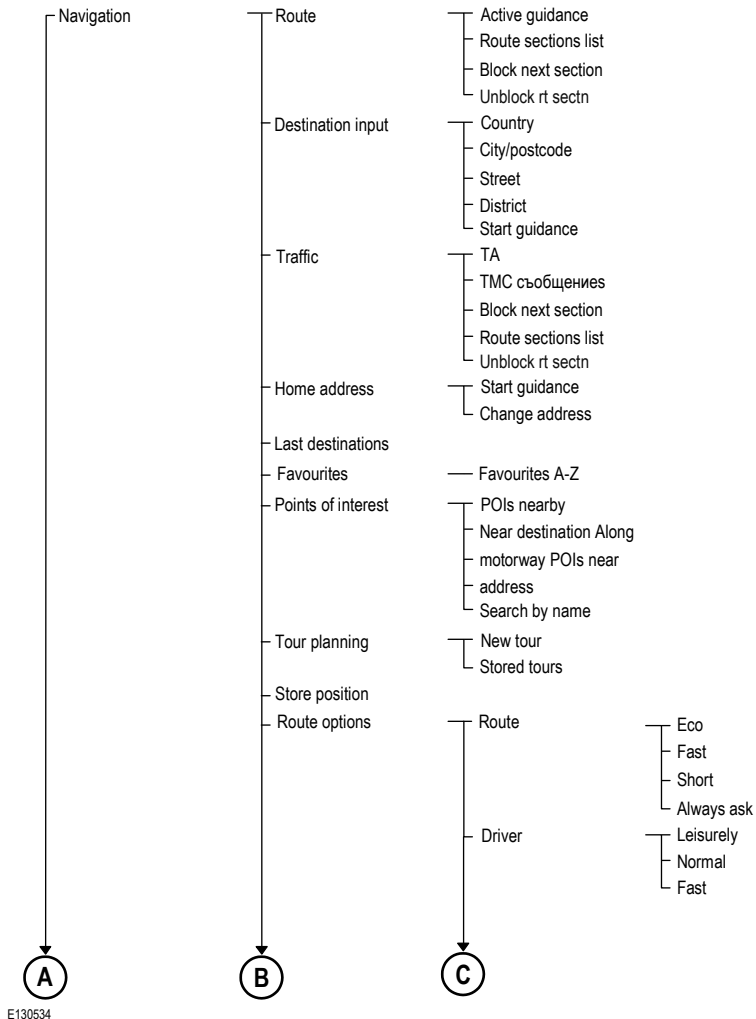 Navigation
Route
Active guidance
Route sections list
Block next section
Unblock rt sectn
Destination input
Country
City/postcode
Street
District
Start guidance
Traffic
TA
TMC съобщениеs
Block next section
Route sections list
Unblock rt sectn
Home address
Start guidance
Change address
Last destinations
Favourites
Favourites A-Z
Points of interest
POIs nearby
Near destination Along
motorway POIs near
address
Search by name
Tour planning
New tour
Stored tours
Store position
Route options
Route
Eco
Fast
Short
Always ask
Driver
Leisurely
Normal
Fast
A
B
C
E130534